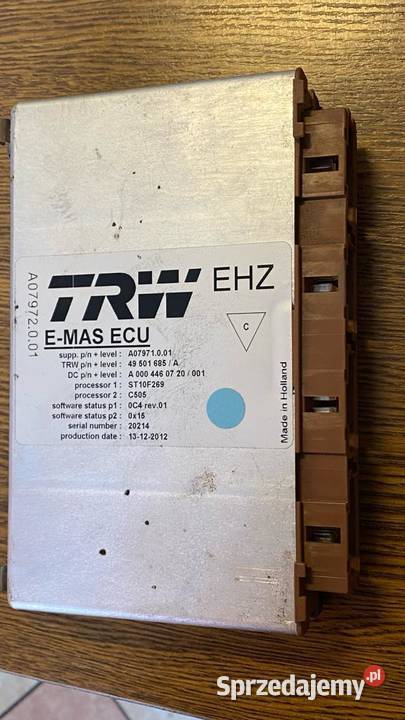 TRW EHZ
E-MAS ECU
C
supp. p/n + level : A07971.0.01
TRW p/n + level : 49 501 685 / A
DC p/n + level : A 000 446 07 20 / 001
processor 1 : ST10F269
processor 2 : C505
software status p1 : 0C4 rev.01
software status p2 : 0x15
serial number : 20214
production date : 13-12-2012
A07972.0.01
Made in Holland
Sprzedajemy.pl